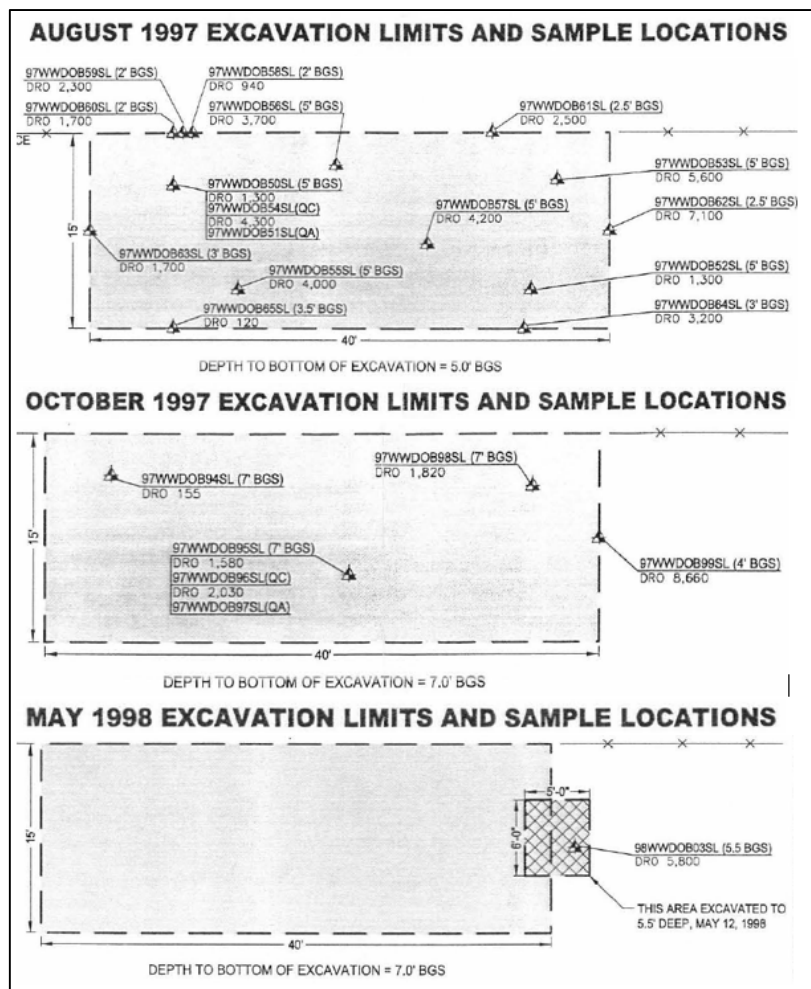 AUGUST 1997 EXCAVATION LIMITS AND SAMPLE LOCATIONS
97WWDOB59SL (2' BGS)
DRO 2,300
97WWDOB58SL (2' BGS)
DRO 940
97WWDOB60SL (2' BGS)
DRO 1,700
97WWDOB56SL (5' BGS)
DRO 3,700
97WWDOB61SL (2.5' BGS)
DRO 2,500
CE
97WWDOB50SL (5' BGS)
DRO 1,300
97WWDOB54SL(QC)
DRO 4,300
97WWDOB51SL(QA)
97WWDOB53SL (5' BGS)
DRO 5,600
97WWDOB57SL (5' BGS)
DRO 4,200
97WWDOB62SL (2.5' BGS)
DRO 7,100
15'
97WWDOB63SL (3' BGS)
DRO 1,700
97WWDOB55SL (5' BGS)
DRO 4,000
97WWDOB52SL (5' BGS)
DRO 1,300
97WWDOB65SL (3.5' BGS)
DRO 120
97WWDOB64SL (3' BGS)
DRO 3,200
40'
DEPTH TO BOTTOM OF EXCAVATION = 5.0' BGS
OCTOBER 1997 EXCAVATION LIMITS AND SAMPLE LOCATIONS
97WWDOB94SL (7' BGS)
DRO 155
97WWDOB98SL (7' BGS)
DRO 1,820
15'
97WWDOB95SL (7' BGS)
DRO 1,580
97WWDOB96SL(QC)
DRO 2,030
97WWDOB97SL(QA)
97WWDOB99SL (4' BGS)
DRO 8,660
40'
DEPTH TO BOTTOM OF EXCAVATION = 7.0' BGS
MAY 1998 EXCAVATION LIMITS AND SAMPLE LOCATIONS
5'-0"
15'
6'-0"
98WWDOB03SL (5.5 BGS)
DRO 5,800
THIS AREA EXCAVATED TO
5.5' DEEP, MAY 12, 1998
40'
DEPTH TO BOTTOM OF EXCAVATION = 7.0' BGS